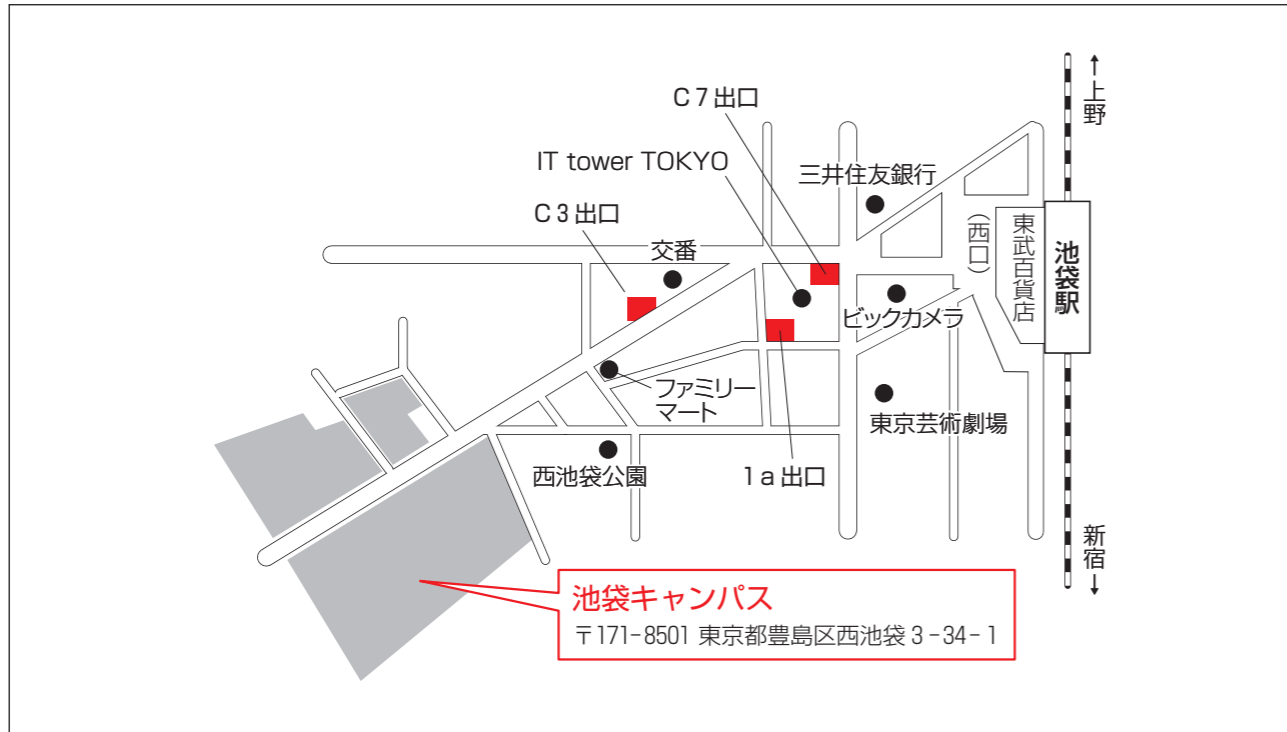 ↑上野
C7出口
IT tower TOKYO
三井住友銀行
C3出口
交番
(西口)
東武百貨店
池袋駅
ビックカメラ
ファミリー
マート
東京芸術劇場
西池袋公園
1a出口
新宿↓
池袋キャンパス
〒171-8501 東京都豊島区西池袋3-34-1